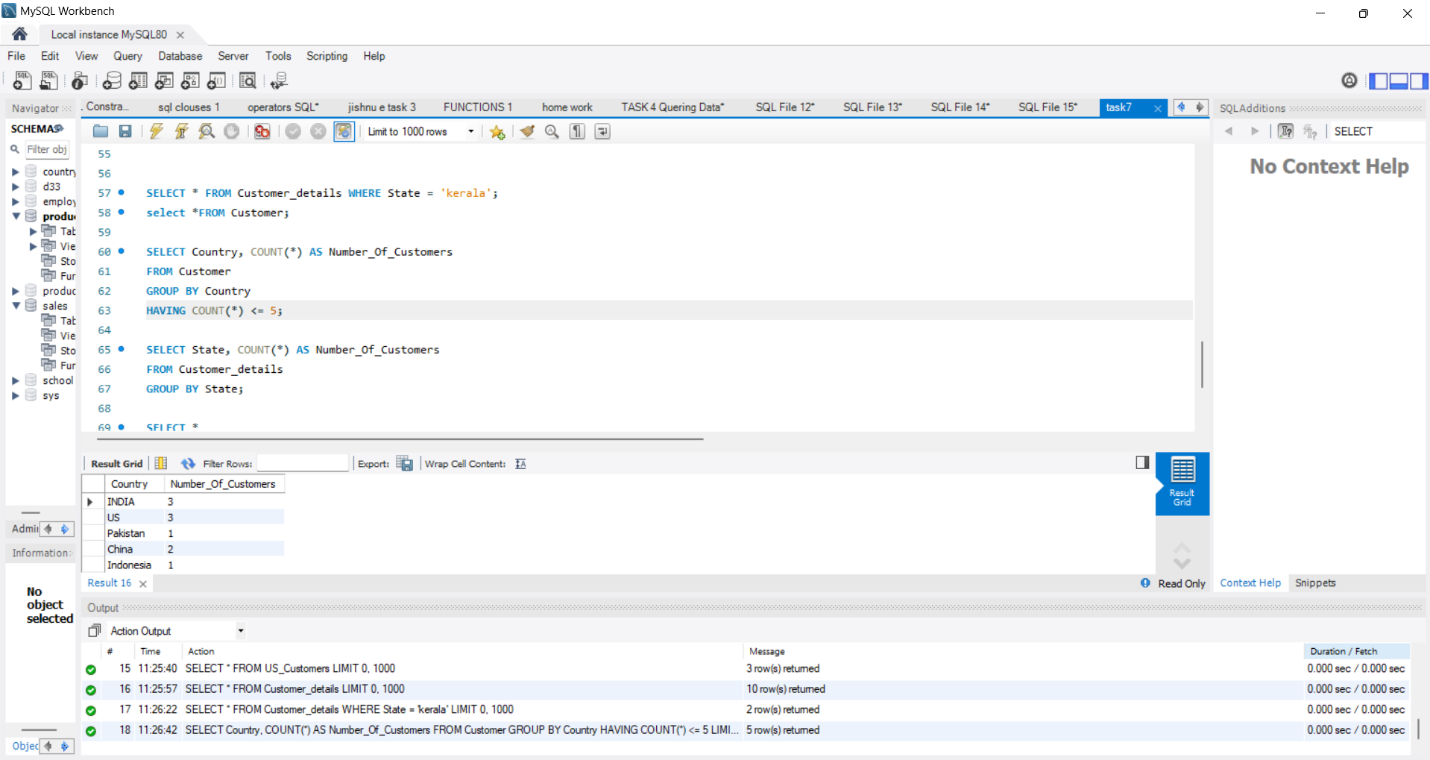 MySQL Workbench
Local instance MySQL80
File Edit View Query Database Server Tools Scripting Help
Navigator
. Constra... sql clouses 1 operators SQL* jishnu e task 3 FUNCTIONS 1 home work TASK 4 Quering Data* SQL File 12* SQL File 13* SQL File 14* SQL File 15* task7
SQLAdditions
SCHEMAS
Limit to 1000 rows
SELECT
Filter obj
No Context Help
country
d33
employ
produ
Tab
Vie
Sto
Fur
produc
sales
Tab
Vie
Sto
Fur
school
sys
55
56
57 SELECT * FROM Customer_details WHERE State = 'kerala';
58 select *FROM Customer;
59
60 SELECT Country, COUNT(*) AS Number_Of_Customers
61 FROM Customer
62 GROUP BY Country
63 HAVING COUNT(*) <= 5;
64
65 SELECT State, COUNT(*) AS Number_Of_Customers
66 FROM Customer_details
67 GROUP BY State;
68
69 SELECT *
Result Grid Filter Rows: Export: Wrap Cell Content:
Country Number_Of_Customers
INDIA 3
US 3
Pakistan 1
China 2
Indonesia 1
Result
Grid
Admi
Information
No
object
selected
Objec
Result 16
Read Only
Context Help Snippets
Output
Action Output
# Time Action Message Duration / Fetch
15 11:25:40 SELECT * FROM US_Customers LIMIT 0, 1000 3 row(s) returned 0.000 sec / 0.000 sec
16 11:25:57 SELECT * FROM Customer_details LIMIT 0, 1000 10 row(s) returned 0.000 sec / 0.000 sec
17 11:26:22 SELECT * FROM Customer_details WHERE State = 'kerala' LIMIT 0, 1000 2 row(s) returned 0.000 sec / 0.000 sec
18 11:26:42 SELECT Country, COUNT(*) AS Number_Of_Customers FROM Customer GROUP BY Country HAVING COUNT(*) <= 5 LIMI... 5 row(s) returned 0.000 sec / 0.000 sec